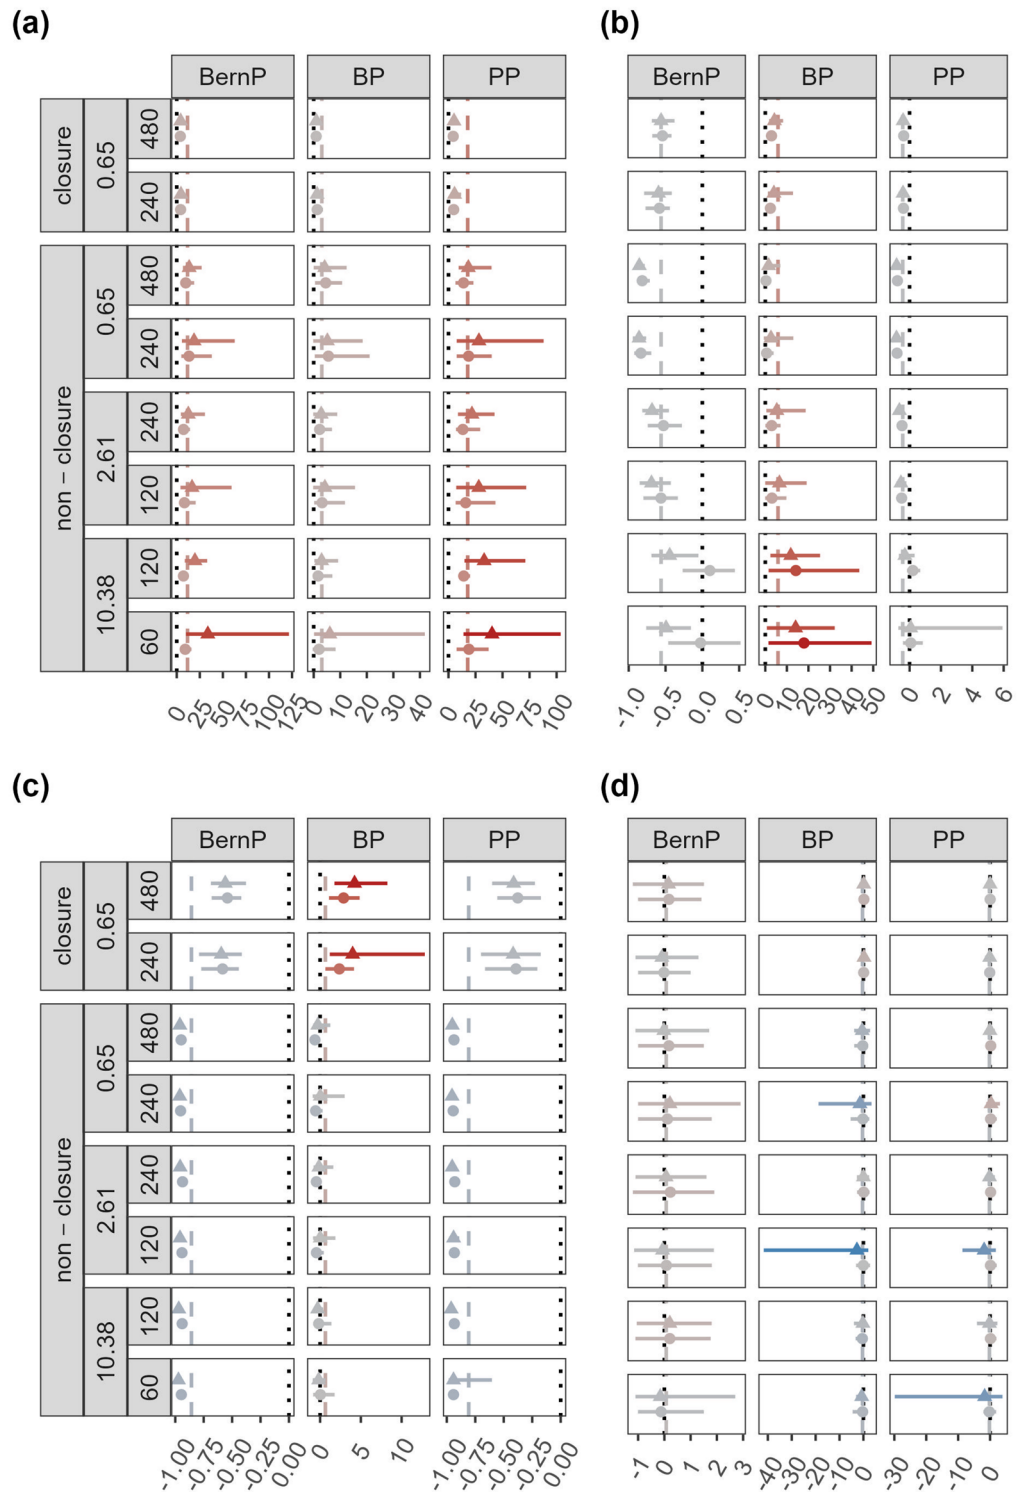 (a)
(b)
BernP BP PP
BernP BP PP
closure
0.65
480
240
non − closure
0.65
480
240
2.61
240
120
10.38
120
60
0 25 50 75 100 125
0 10 20 30 40
0 25 50 75 100
-1.0 -0.5 0.0 0.5
0 10 20 30 40 50
0 2 4 6
(c)
(d)
BernP BP PP
BernP BP PP
closure
0.65
480
240
non − closure
0.65
480
240
2.61
240
120
10.38
120
60
-1.00 -0.75 -0.50 -0.25 0.00
0 5 10
-1.00 -0.75 -0.50 -0.25 0.00
-1 0 1 2 3
-40 -30 -20 -10 0
-30 -20 -10 0